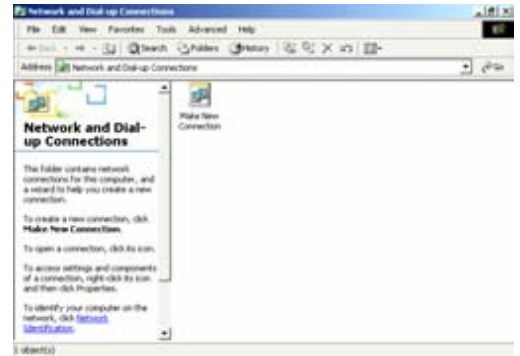 Network and Dial-up Connections
File Edit View Favorites Tools Advanced Help
Back Search Folders History
Address Network and Dial-up Connections Go
Network and Dial-
up Connections
This folder contains network
connections for this computer, and
a wizard to help you create a new
connection.
To create a new connection, click
Make New Connection.
To open a connection, click its icon.
To access settings and components
of a connection, right-click its icon
and then click Properties.
To identify your computer on the
network, click Network
Identification.
Make New
Connection
1 object(s)